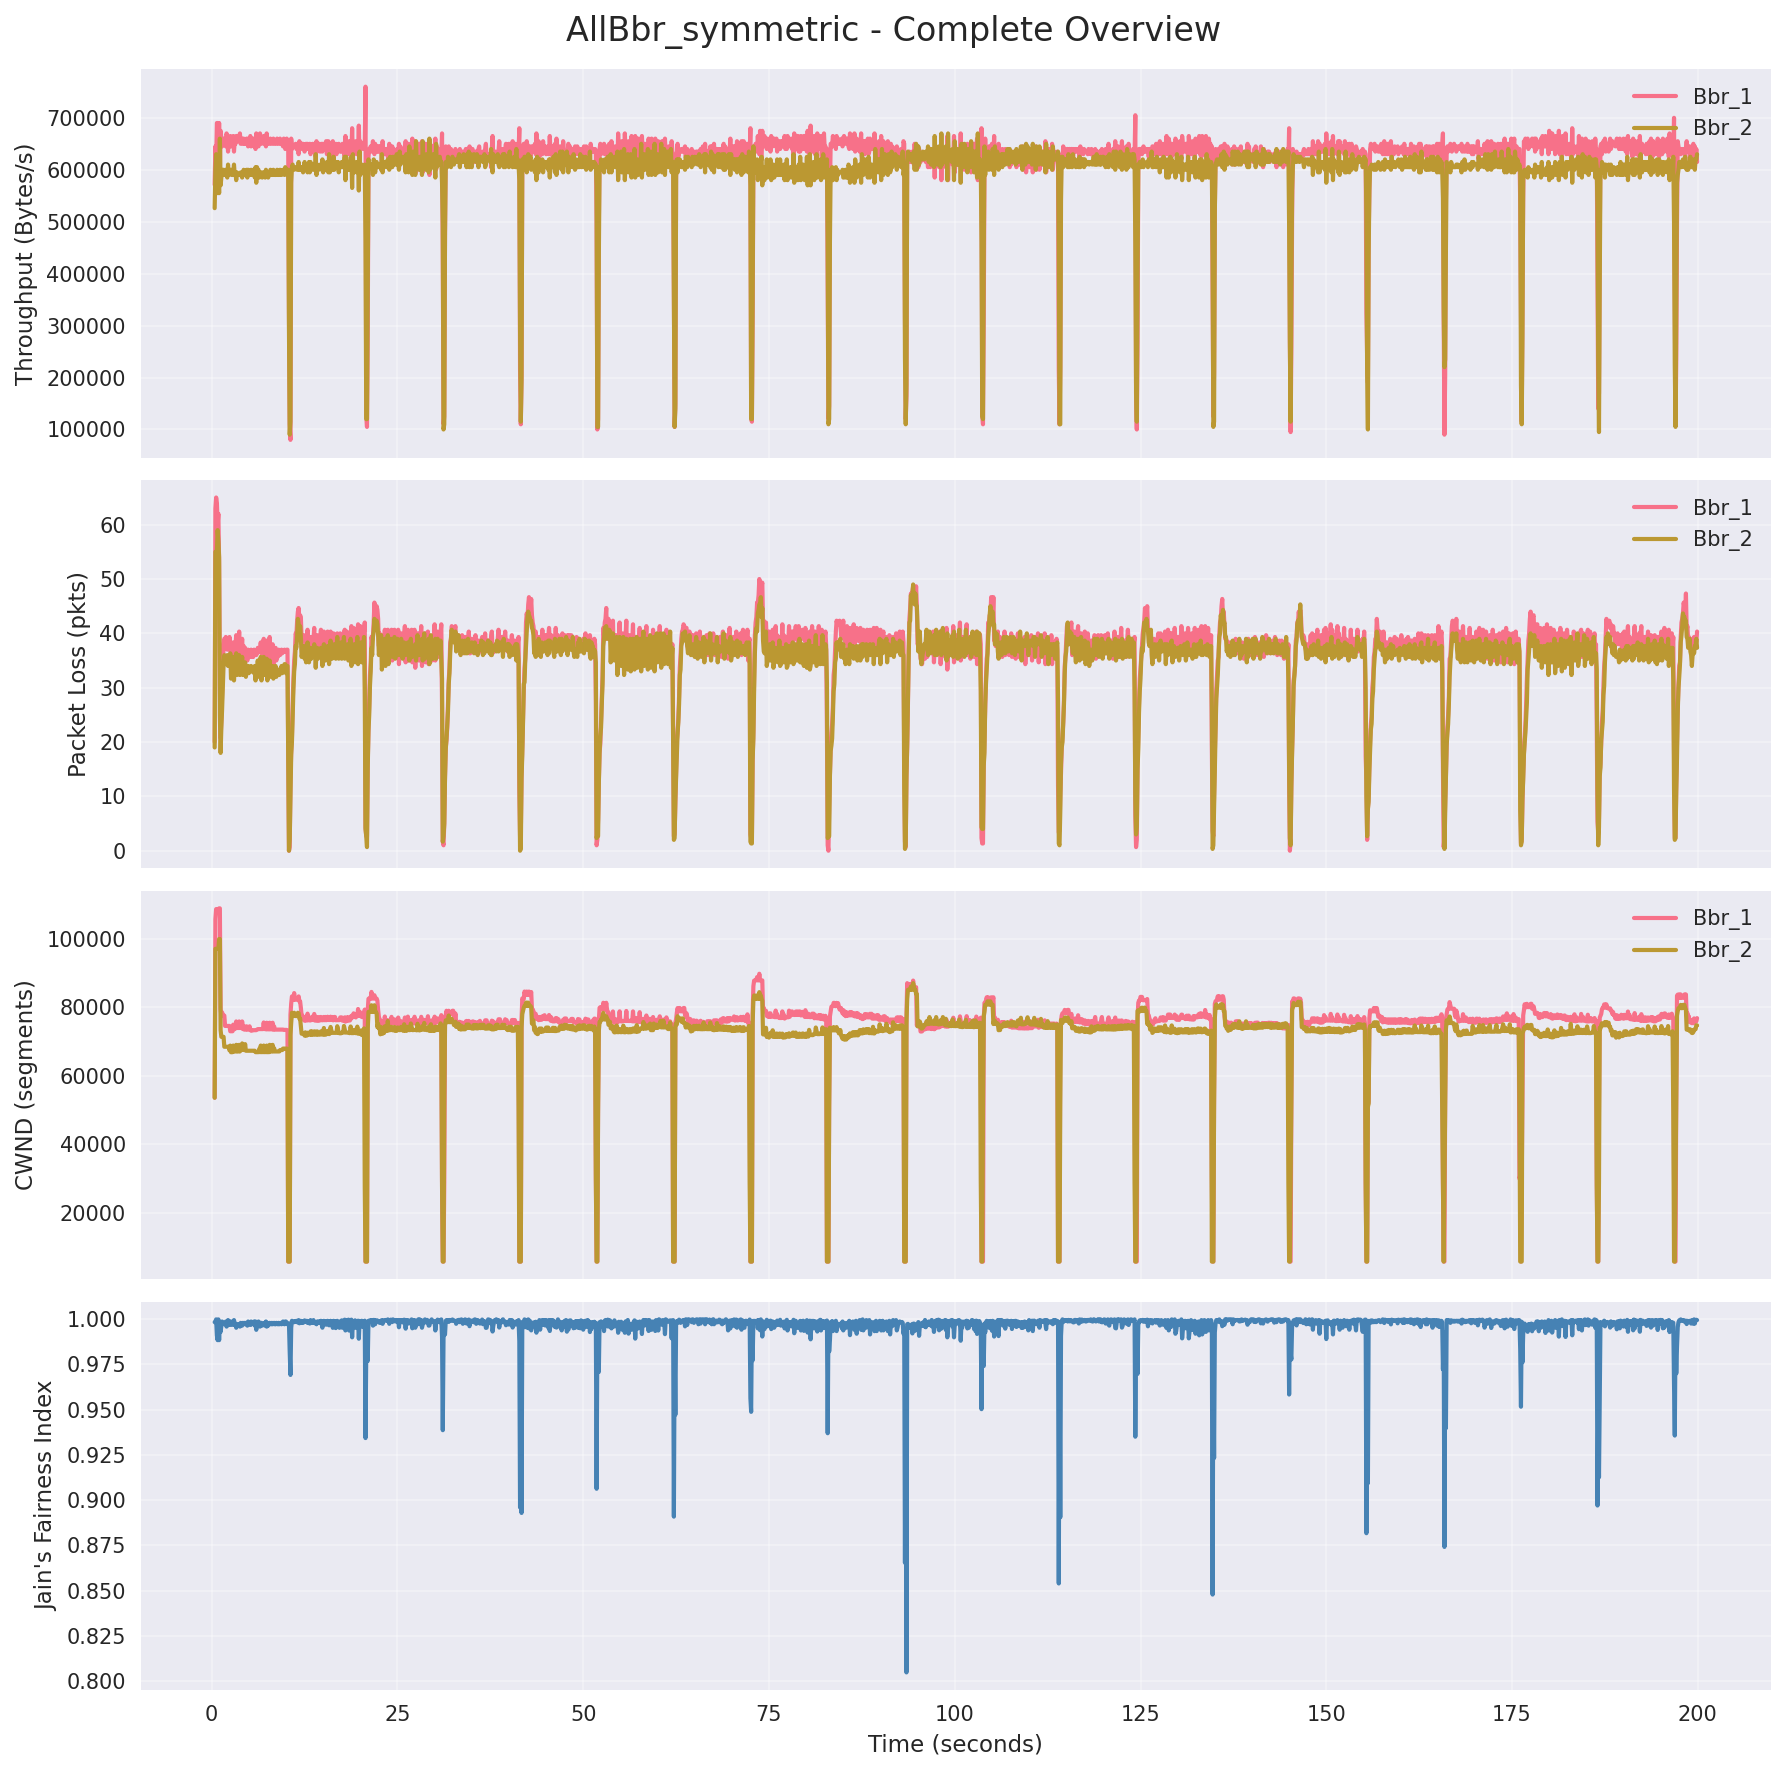 AllBbr_symmetric - Complete Overview
Throughput (Bytes/s)
700000
600000
500000
400000
300000
200000
100000
Bbr_1
Bbr_2
Packet Loss (pkts)
60
50
40
30
20
10
0
Bbr_1
Bbr_2
CWND (segments)
100000
80000
60000
40000
20000
Bbr_1
Bbr_2
Jain's Fairness Index
1.000
0.975
0.950
0.925
0.900
0.875
0.850
0.825
0.800
0 25 50 75 100 125 150 175 200
Time (seconds)